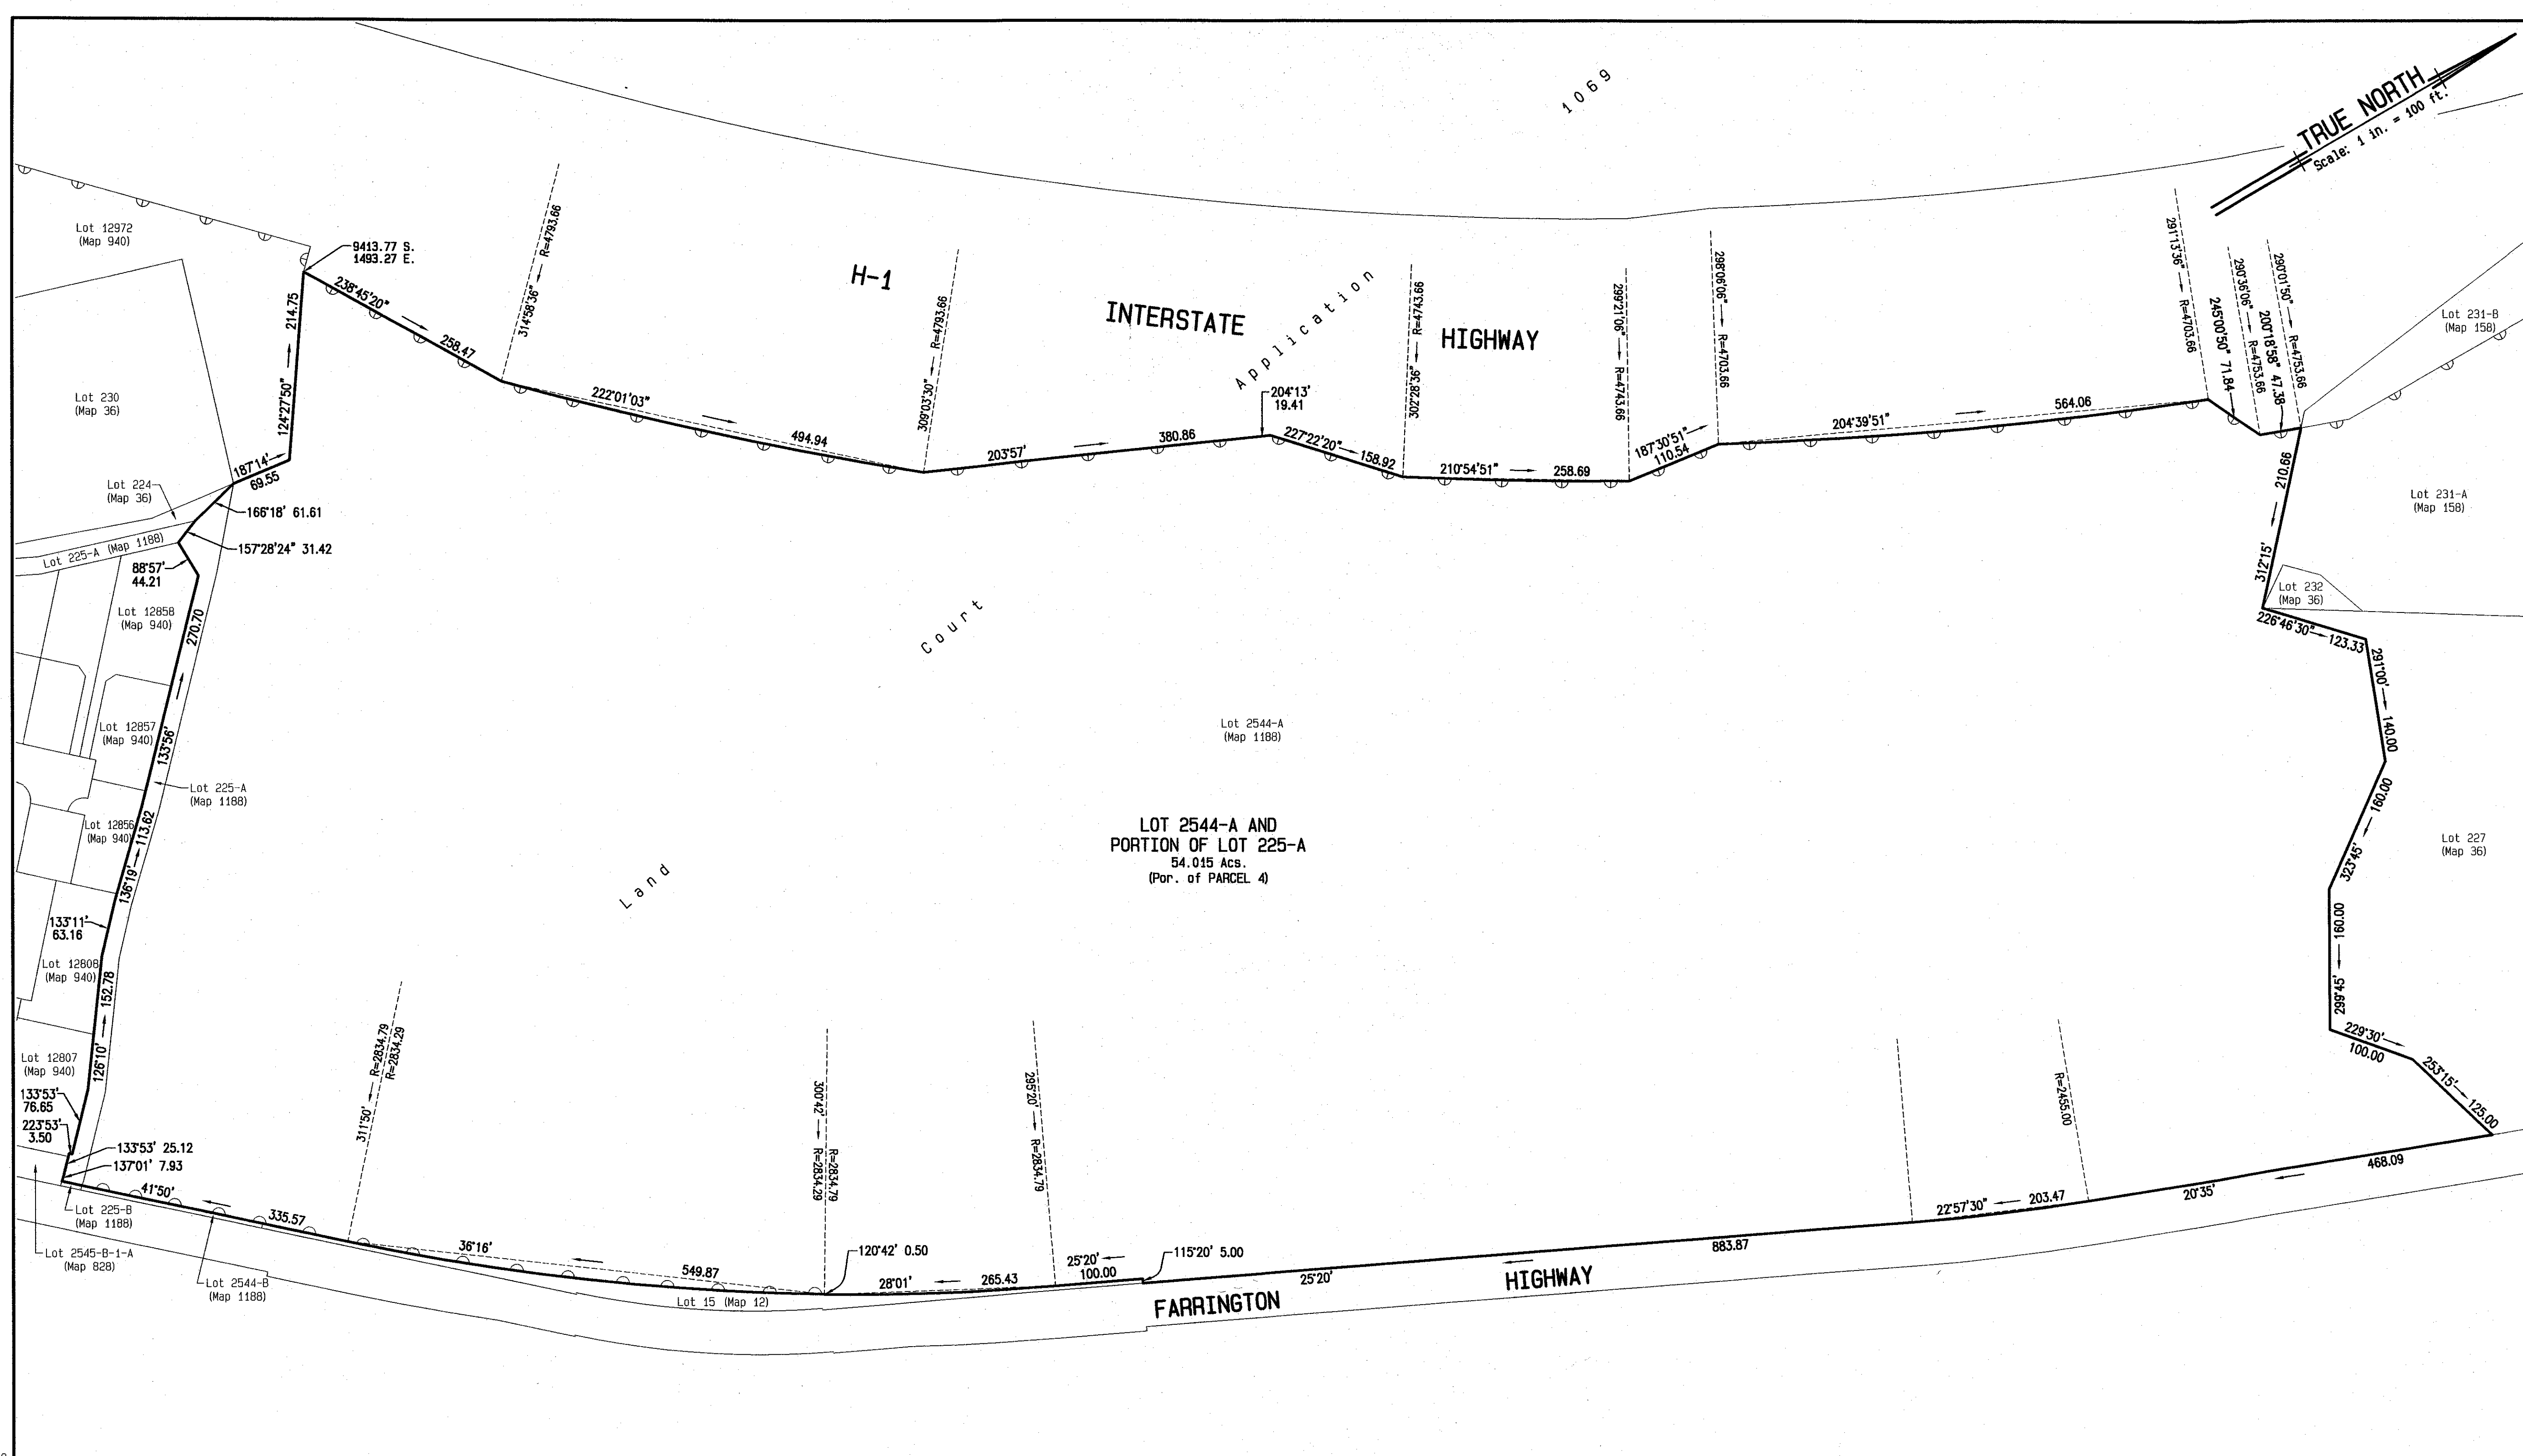 1069
TRUE NORTH
Scale: 1 in. = 100 ft.
Lot 12972
(Map 940)
9413.77 S.
1493.27 E.
238°45'20"
258.47
314°58'36" R=4793.66
H-1
INTERSTATE
HIGHWAY
Application
309°03'30" R=4793.66
302°28'36" R=4743.66
299°21'06" R=4743.66
298°06'06" R=4703.66
291°13'36" R=4703.66
290°36'06" R=4753.66
290°01'50" R=4753.66
245°00'50" 71.84
200°18'58" 47.38
Lot 231-B
(Map 158)
Lot 230
(Map 36)
124°27'50" 214.75
222°01'03"
494.94
203°57'
380.86
204°13'
19.41
227°22'20"
158.92
210°54'51"
258.69
187°30'51"
110.54
204°39'51"
564.06
187°14'
69.55
Lot 224
(Map 36)
166°18' 61.61
157°28'24" 31.42
Lot 225-A (Map 1188)
88°57'
44.21
312°15' 210.66
Lot 231-A
(Map 158)
Lot 232
(Map 36)
226°46'30"
123.33
Lot 12858
(Map 940)
133°56' 270.70
Court
Lot 12857
(Map 940)
Lot 225-A
(Map 1188)
Lot 2544-A
(Map 1188)
291°00' 140.00
323°45' 160.00
Lot 12856
(Map 940)
136°19' 113.62
LOT 2544-A AND
PORTION OF LOT 225-A
54.015 Acs.
(Por. of PARCEL 4)
Lot 227
(Map 36)
Land
133°11'
63.16
Lot 12808
(Map 940)
126°10' 152.78
299°45' 160.00
229°30'
100.00
253°15'
125.00
Lot 12807
(Map 940)
133°53'
76.65
223°53'
3.50
133°53' 25.12
137°01' 7.93
311°50' R=2834.79
R=2834.29
300°42' R=2834.29
R=2834.79
295°20' R=2834.79
R=2455.00
41°50'
335.57
Lot 225-B
(Map 1188)
Lot 2545-B-1-A
(Map 828)
Lot 2544-B
(Map 1188)
36°16'
549.87
120°42' 0.50
Lot 15 (Map 12)
28°01'
265.43
25°20'
100.00
115°20' 5.00
25°20'
883.87
22°57'30"
203.47
20°35'
468.09
FARRINGTON
HIGHWAY